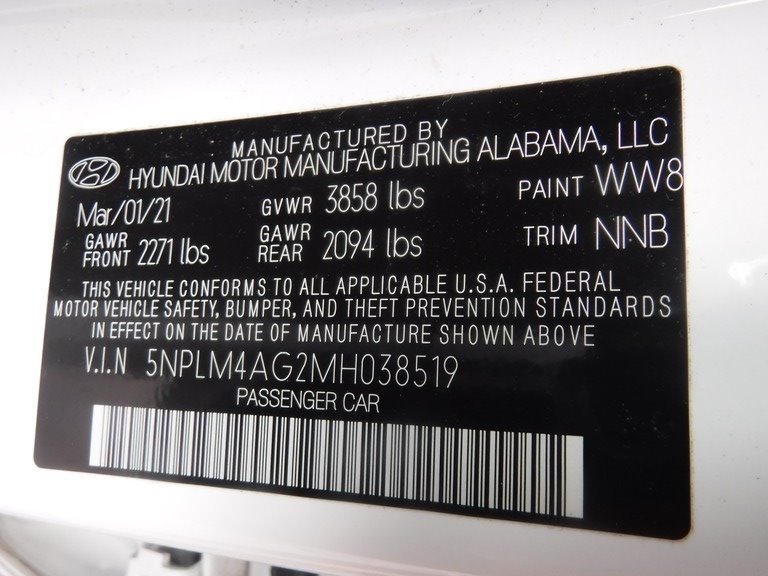 MANUFACTURED BY
HYUNDAI MOTOR MANUFACTURING ALABAMA, LLC
Mar/01/21 GVWR 3858 lbs PAINT WW8
GAWR FRONT 2271 lbs GAWR REAR 2094 lbs TRIM NNB
THIS VEHICLE CONFORMS TO ALL APPLICABLE U.S.A. FEDERAL
MOTOR VEHICLE SAFETY, BUMPER, AND THEFT PREVENTION STANDARDS
IN EFFECT ON THE DATE OF MANUFACTURE SHOWN ABOVE
V.I.N 5NPLM4AG2MH038519
PASSENGER CAR